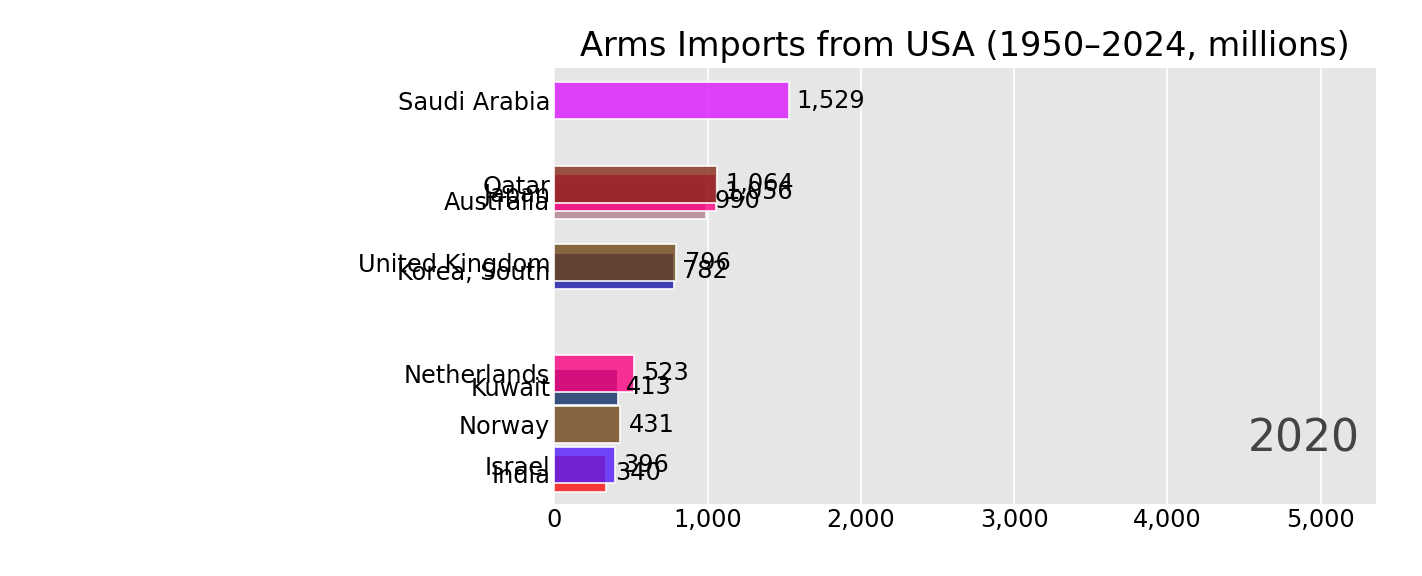 Arms Imports from USA (1950–2024, millions)
Saudi Arabia 1,529
Qatar 1,064
Japan 1,056
Australia 990
United Kingdom 796
Korea, South 782
Netherlands 523
Kuwait 413
Norway 431
Israel 396
India 340
2020
0 1,000 2,000 3,000 4,000 5,000